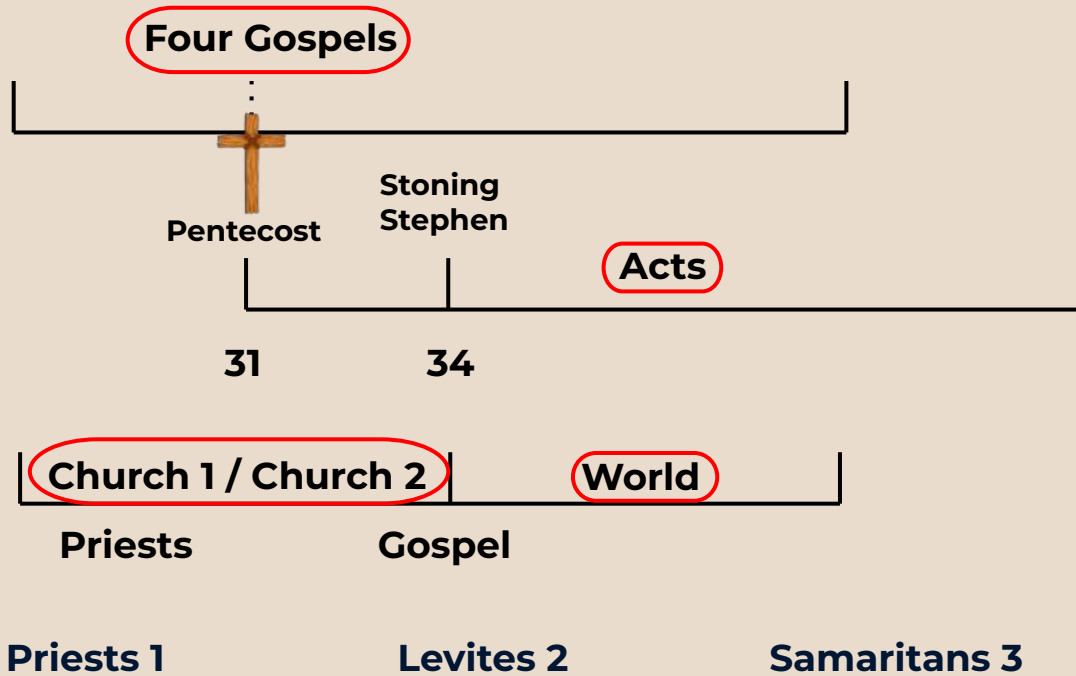 Four Gospels
Stoning
Stephen
Pentecost
Acts
31 34
Church 1 / Church 2 World
Priests Gospel
Priests 1 Levites 2 Samaritans 3